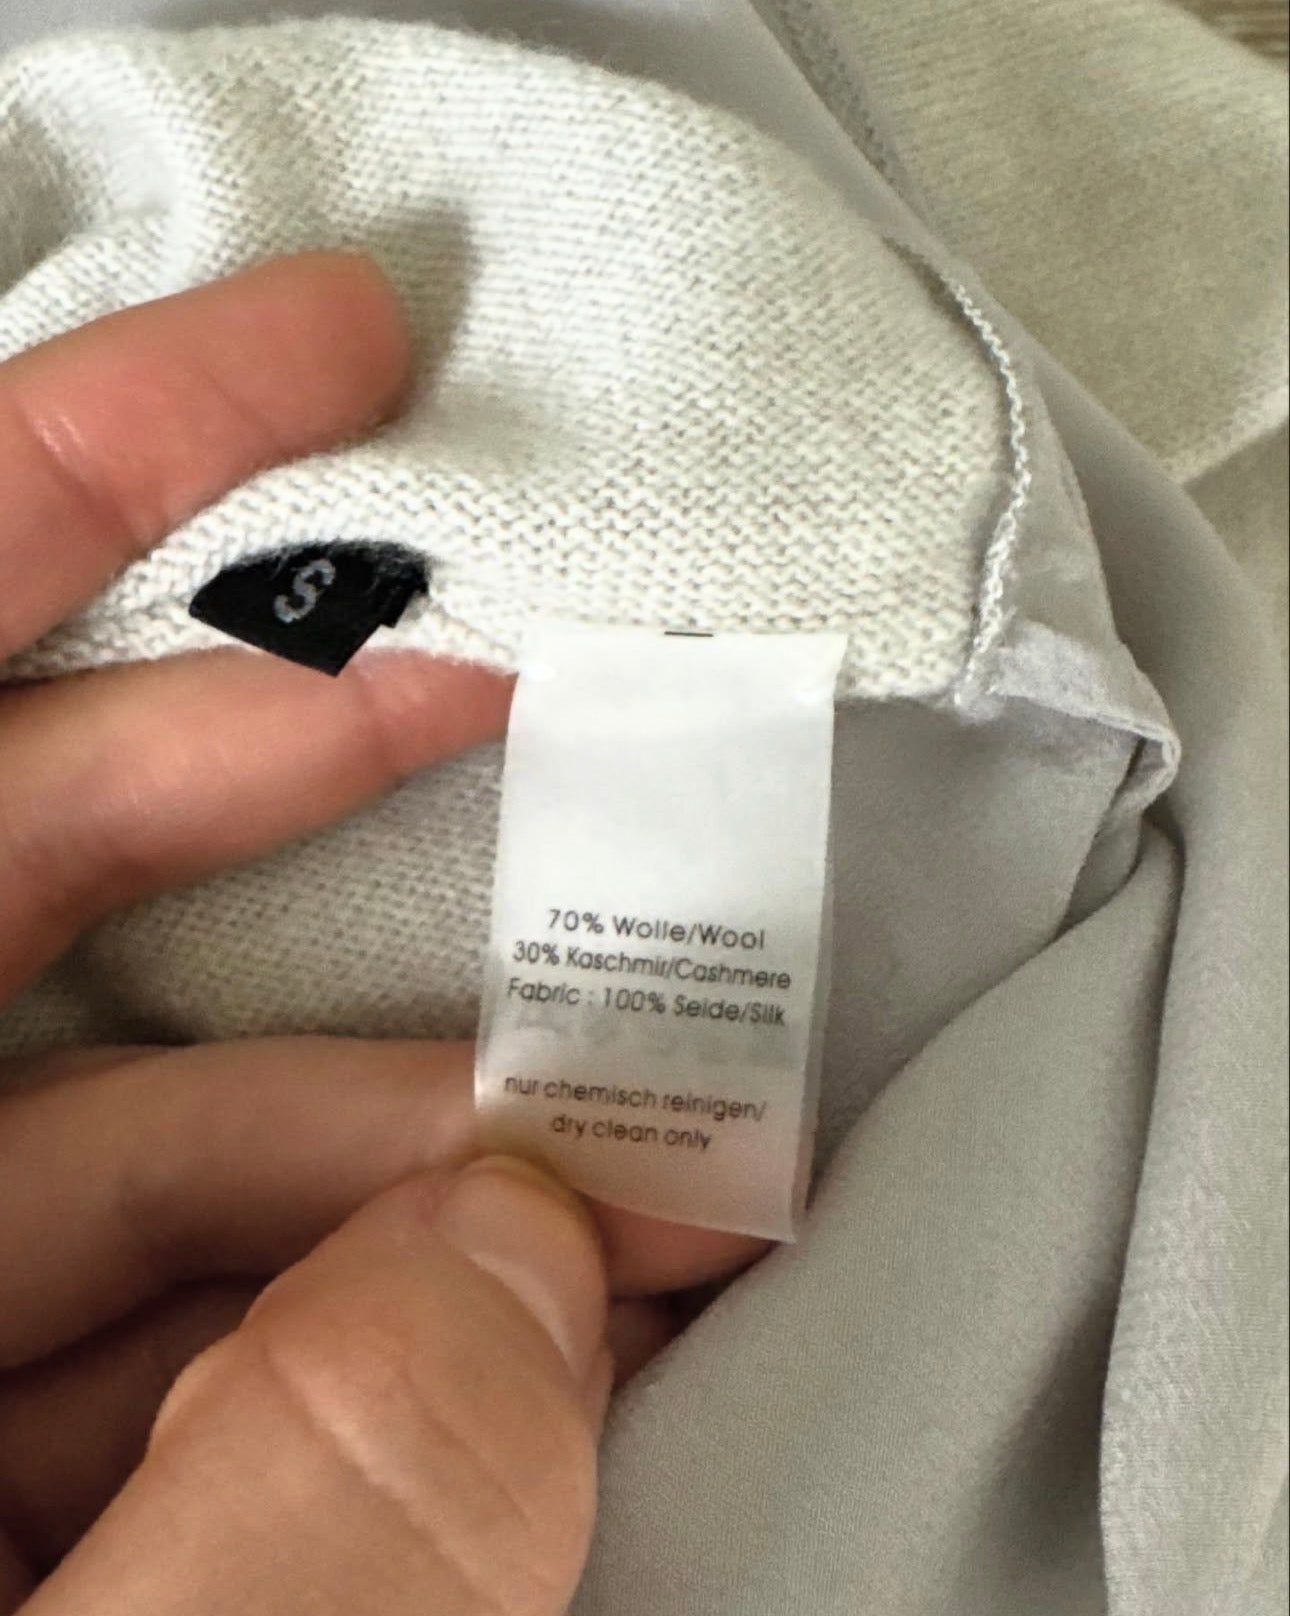 S
70% Wolle/Wool
30% Kaschmir/Cashmere
Fabric : 100% Seide/Silk
nur chemisch reinigen/
dry clean only